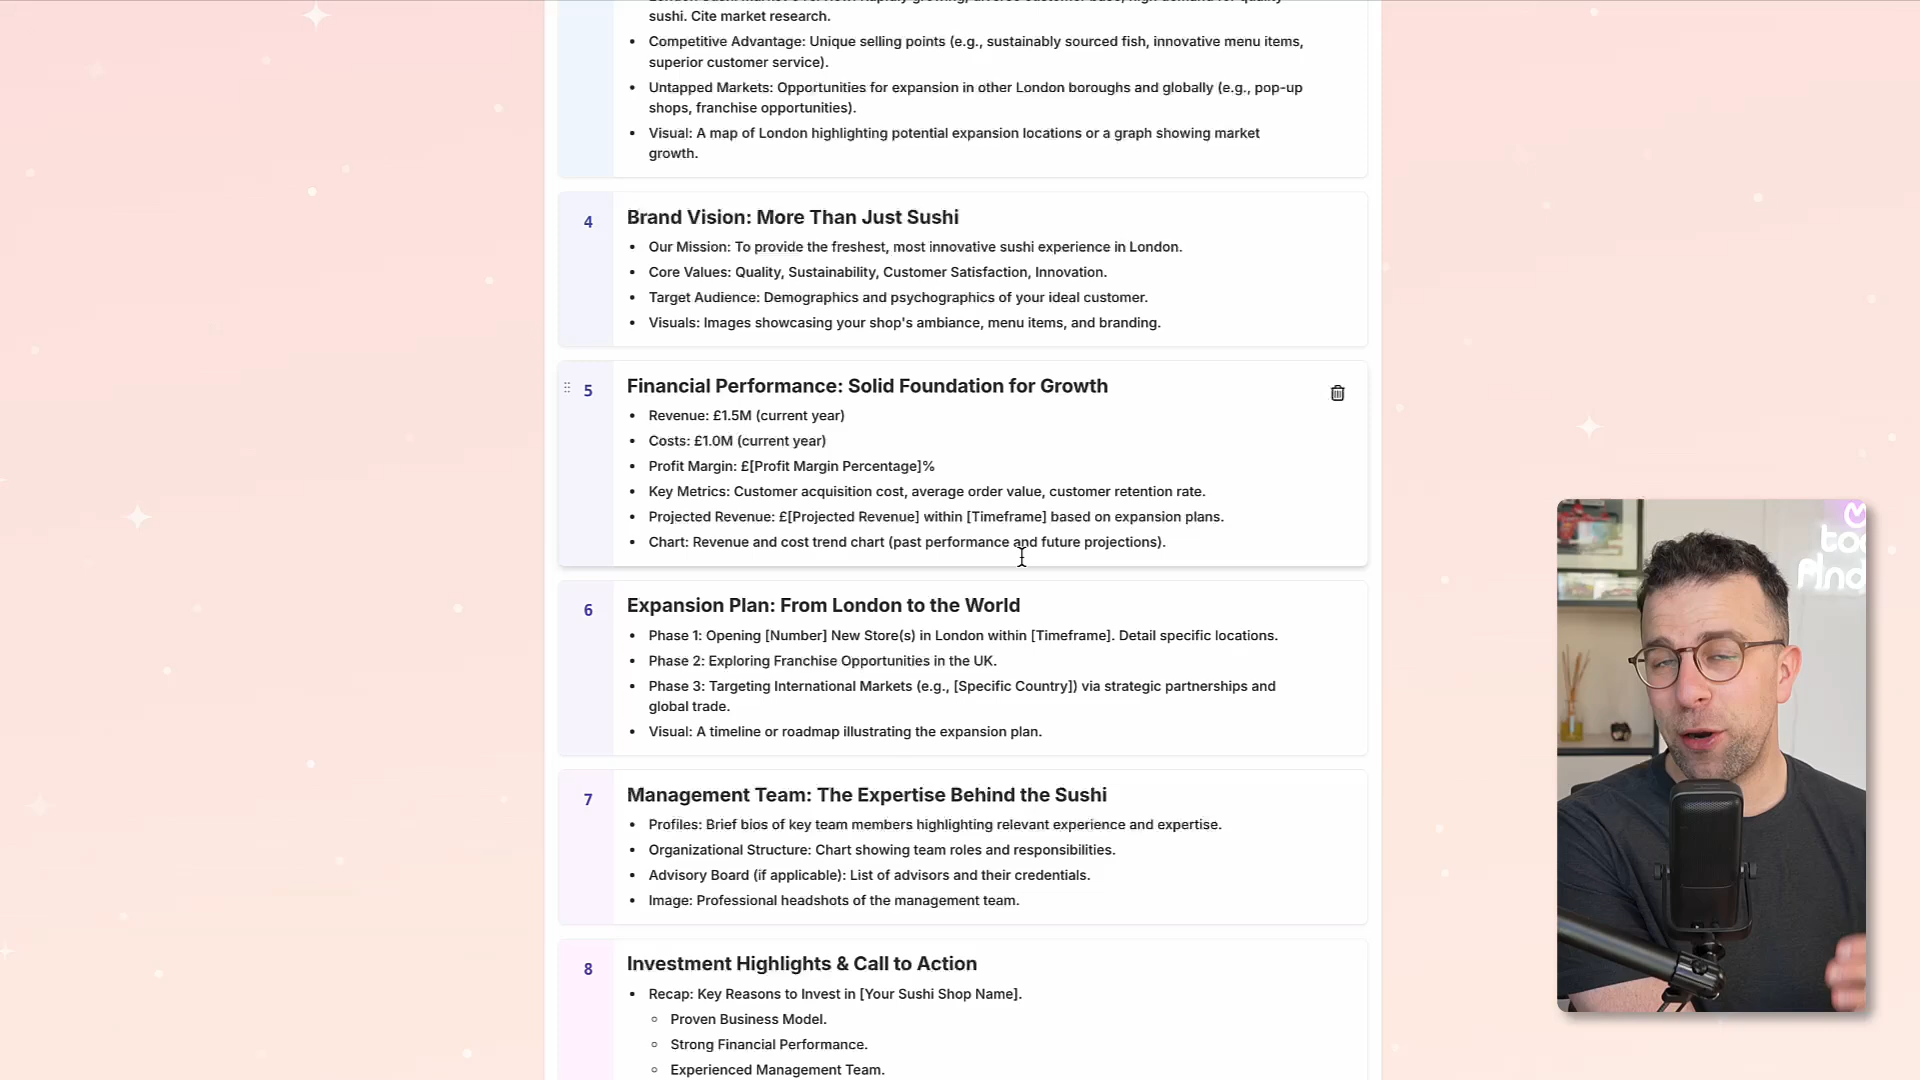 sushi. Cite market research.
Competitive Advantage: Unique selling points (e.g., sustainably sourced fish, innovative menu items,
superior customer service).
Untapped Markets: Opportunities for expansion in other London boroughs and globally (e.g., pop-up
shops, franchise opportunities).
Visual: A map of London highlighting potential expansion locations or a graph showing market
growth.
4
Brand Vision: More Than Just Sushi
Our Mission: To provide the freshest, most innovative sushi experience in London.
Core Values: Quality, Sustainability, Customer Satisfaction, Innovation.
Target Audience: Demographics and psychographics of your ideal customer.
Visuals: Images showcasing your shop's ambiance, menu items, and branding.
5
Financial Performance: Solid Foundation for Growth
Revenue: £1.5M (current year)
Costs: £1.0M (current year)
Profit Margin: £[Profit Margin Percentage]%
Key Metrics: Customer acquisition cost, average order value, customer retention rate.
Projected Revenue: £[Projected Revenue] within [Timeframe] based on expansion plans.
Chart: Revenue and cost trend chart (past performance and future projections).
6
Expansion Plan: From London to the World
Phase 1: Opening [Number] New Store(s) in London within [Timeframe]. Detail specific locations.
Phase 2: Exploring Franchise Opportunities in the UK.
Phase 3: Targeting International Markets (e.g., [Specific Country]) via strategic partnerships and
global trade.
Visual: A timeline or roadmap illustrating the expansion plan.
7
Management Team: The Expertise Behind the Sushi
Profiles: Brief bios of key team members highlighting relevant experience and expertise.
Organizational Structure: Chart showing team roles and responsibilities.
Advisory Board (if applicable): List of advisors and their credentials.
Image: Professional headshots of the management team.
8
Investment Highlights & Call to Action
Recap: Key Reasons to Invest in [Your Sushi Shop Name].
Proven Business Model.
Strong Financial Performance.
Experienced Management Team.